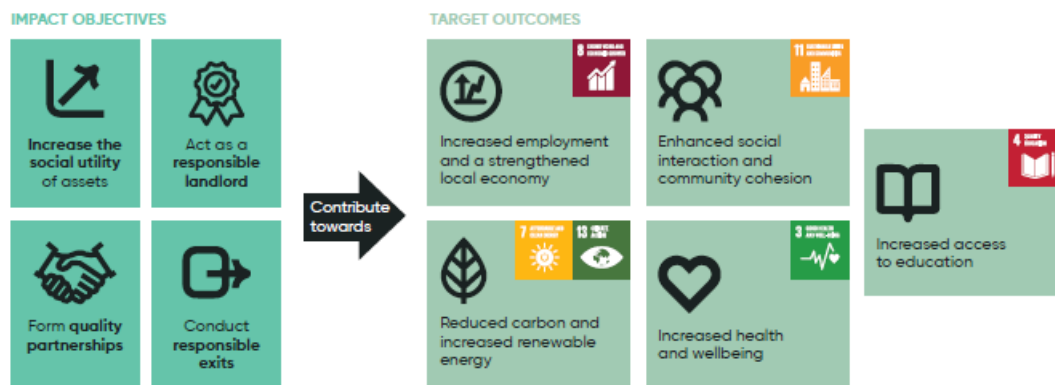 IMPACT OBJECTIVES
Increase the
social utility
of assets
Act as a
responsible
landlord
Form quality
partnerships
Conduct
responsible
exits
Contribute
towards
TARGET OUTCOMES
8
Increased employment
and a strengthened
local economy
11
Enhanced social
interaction and
community cohesion
7
13
Reduced carbon and
increased renewable
energy
3
Increased health
and wellbeing
4
Increased access
to education